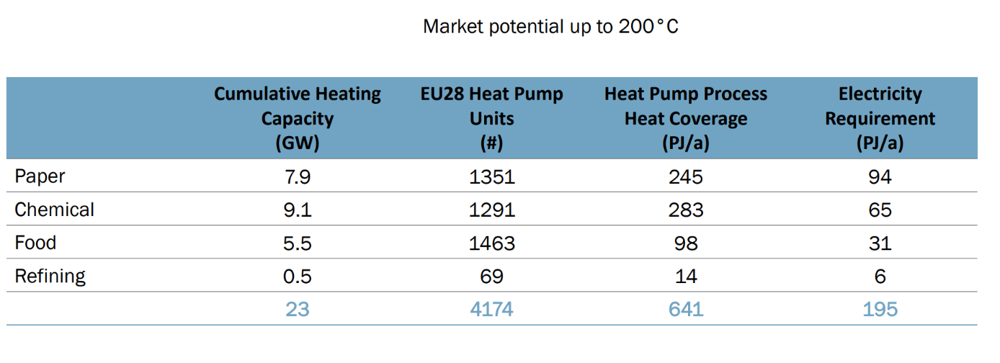 Market potential up to 200°C
Cumulative Heating Capacity (GW) EU28 Heat Pump Units (#) Heat Pump Process Heat Coverage (PJ/a) Electricity Requirement (PJ/a)
Paper 7.9 1351 245 94
Chemical 9.1 1291 283 65
Food 5.5 1463 98 31
Refining 0.5 69 14 6
23 4174 641 195